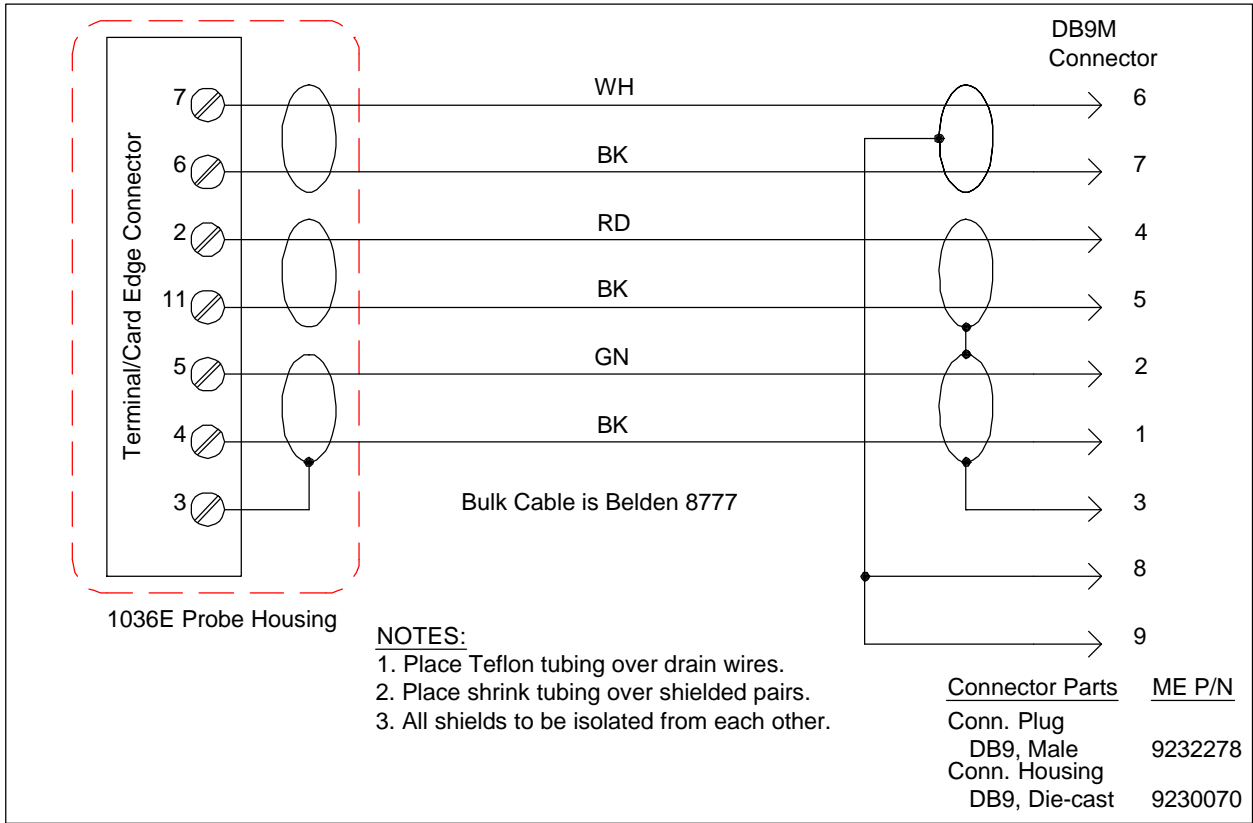 DB9M
Connector
Terminal/Card Edge Connector
7 WH 6
6 BK 7
2 RD 4
11 BK 5
5 GN 2
4 BK 1
3 Bulk Cable is Belden 8777 3
8
9
1036E Probe Housing
NOTES:
1. Place Teflon tubing over drain wires.
2. Place shrink tubing over shielded pairs.
3. All shields to be isolated from each other.
Connector Parts ME P/N
Conn. Plug
DB9, Male 9232278
Conn. Housing
DB9, Die-cast 9230070